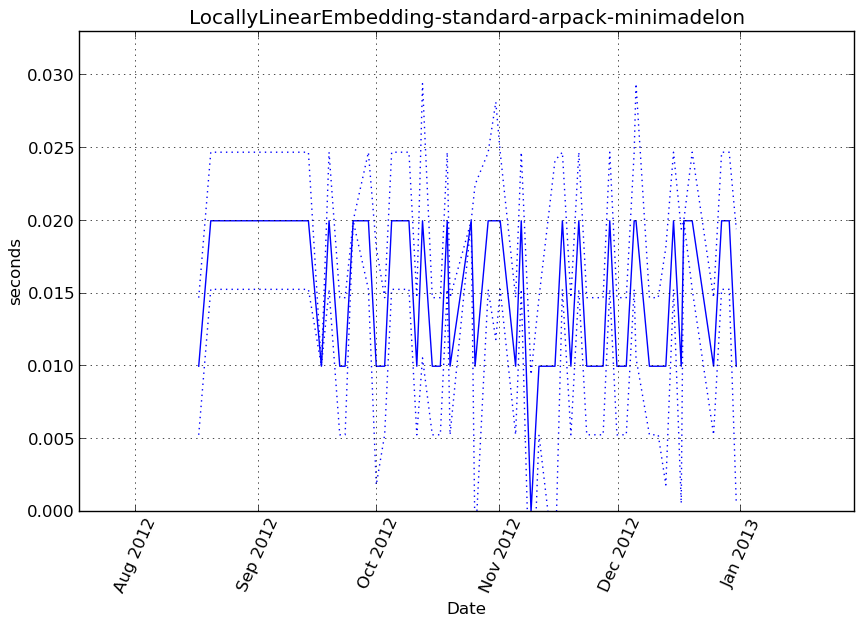 LocallyLinearEmbedding-standard-arpack-minimadelon
0.030
0.025
0.020
0.015
0.010
0.005
0.000
seconds
Aug 2012
Sep 2012
Oct 2012
Nov 2012
Dec 2012
Jan 2013
Date